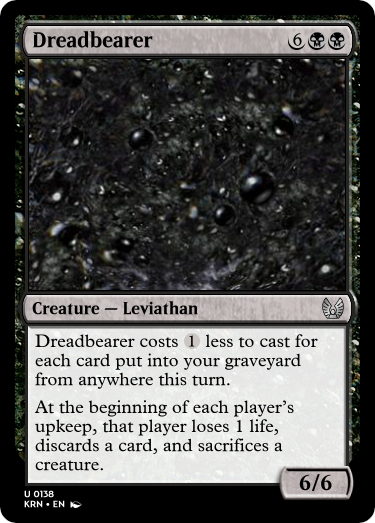 Dreadbearer 6
Creature — Leviathan
Dreadbearer costs 1 less to cast for
each card put into your graveyard
from anywhere this turn.
At the beginning of each player's
upkeep, that player loses 1 life,
discards a card, and sacrifices a
creature.
6/6
U 0138
KRN • EN